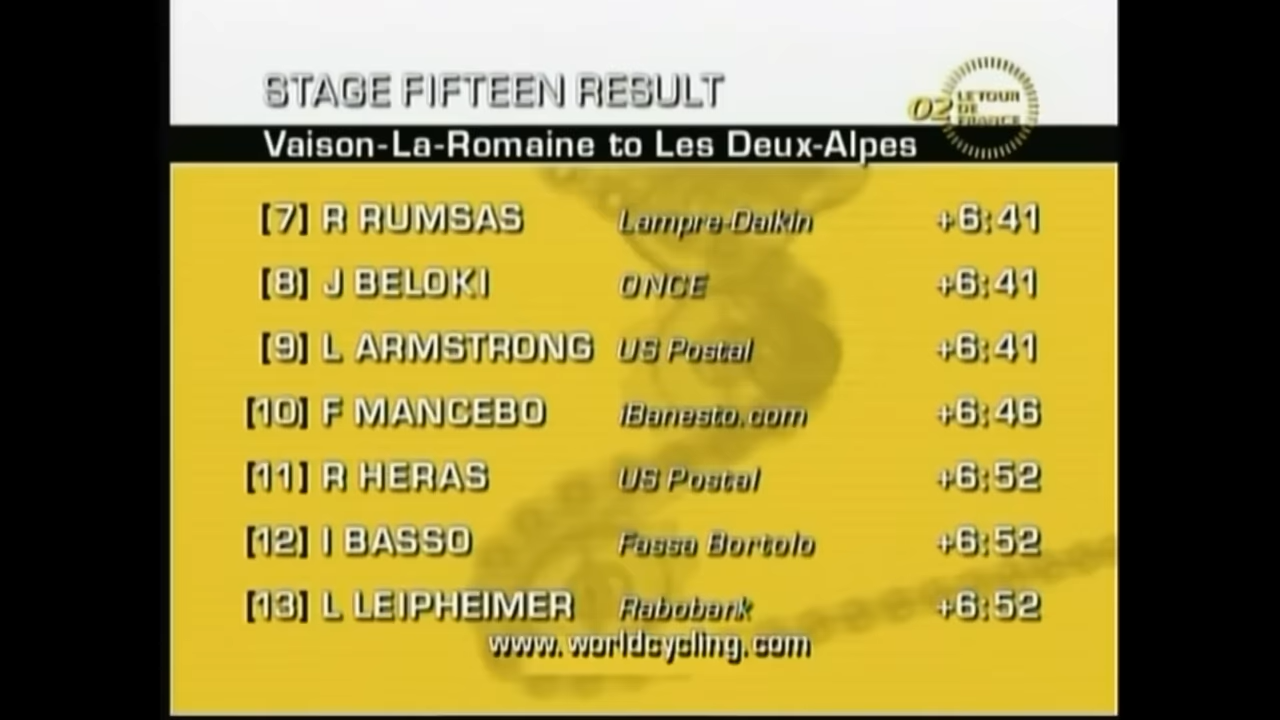 STAGE FIFTEEN RESULT
02 LE TOUR DE FRANCE
Vaison-La-Romaine to Les Deux-Alpes
[7] R RUMSAS Lampre-Daikin +6:41
[8] J BELOKI ONCE +6:41
[9] L ARMSTRONG US Postal +6:41
[10] F MANCEBO iBanesto.com +6:46
[11] R HERAS US Postal +6:52
[12] I BASSO Fassa Bortolo +6:52
[13] L LEIPHEIMER Rabobank +6:52
www.worldcycling.com